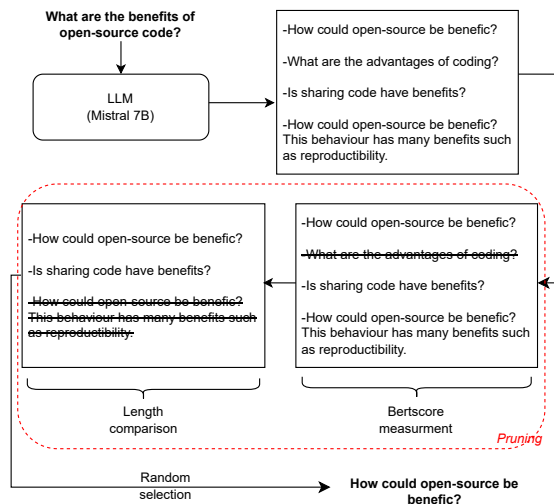 What are the benefits of
open-source code?
LLM
(Mistral 7B)
-How could open-source be benefic?
-What are the advantages of coding?
-Is sharing code have benefits?
-How could open-source be benefic?
This behaviour has many benefits such
as reproductibility.
-How could open-source be benefic?
-What are the advantages of coding?
-Is sharing code have benefits?
-How could open-source be benefic?
This behaviour has many benefits such
as reproductibility.
-How could open-source be benefic?
-Is sharing code have benefits?
-How could open-source be benefic?
This behaviour has many benefits such
as reproductibility.
Length
comparison
Bertscore
measurment
Pruning
Random
selection
How could open-source be
benefic?